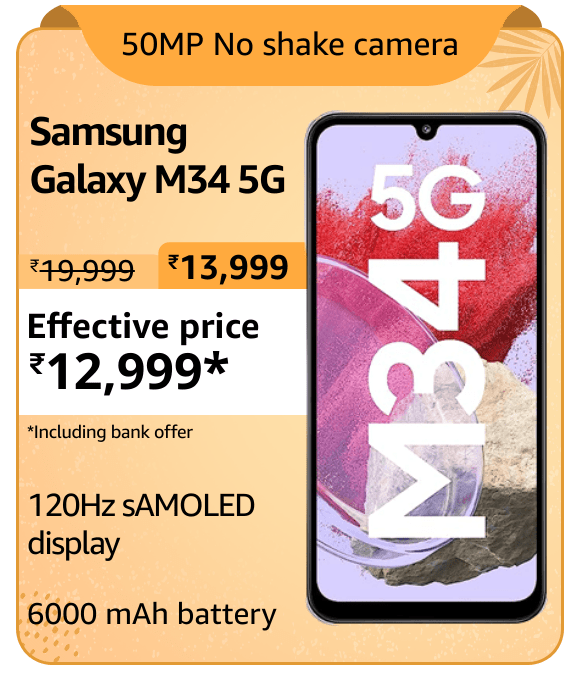 50MP No shake camera
Samsung
Galaxy M34 5G
₹19,999 ₹13,999
Effective price
₹12,999*
*Including bank offer
120Hz sAMOLED
display
6000 mAh battery
5G
M34